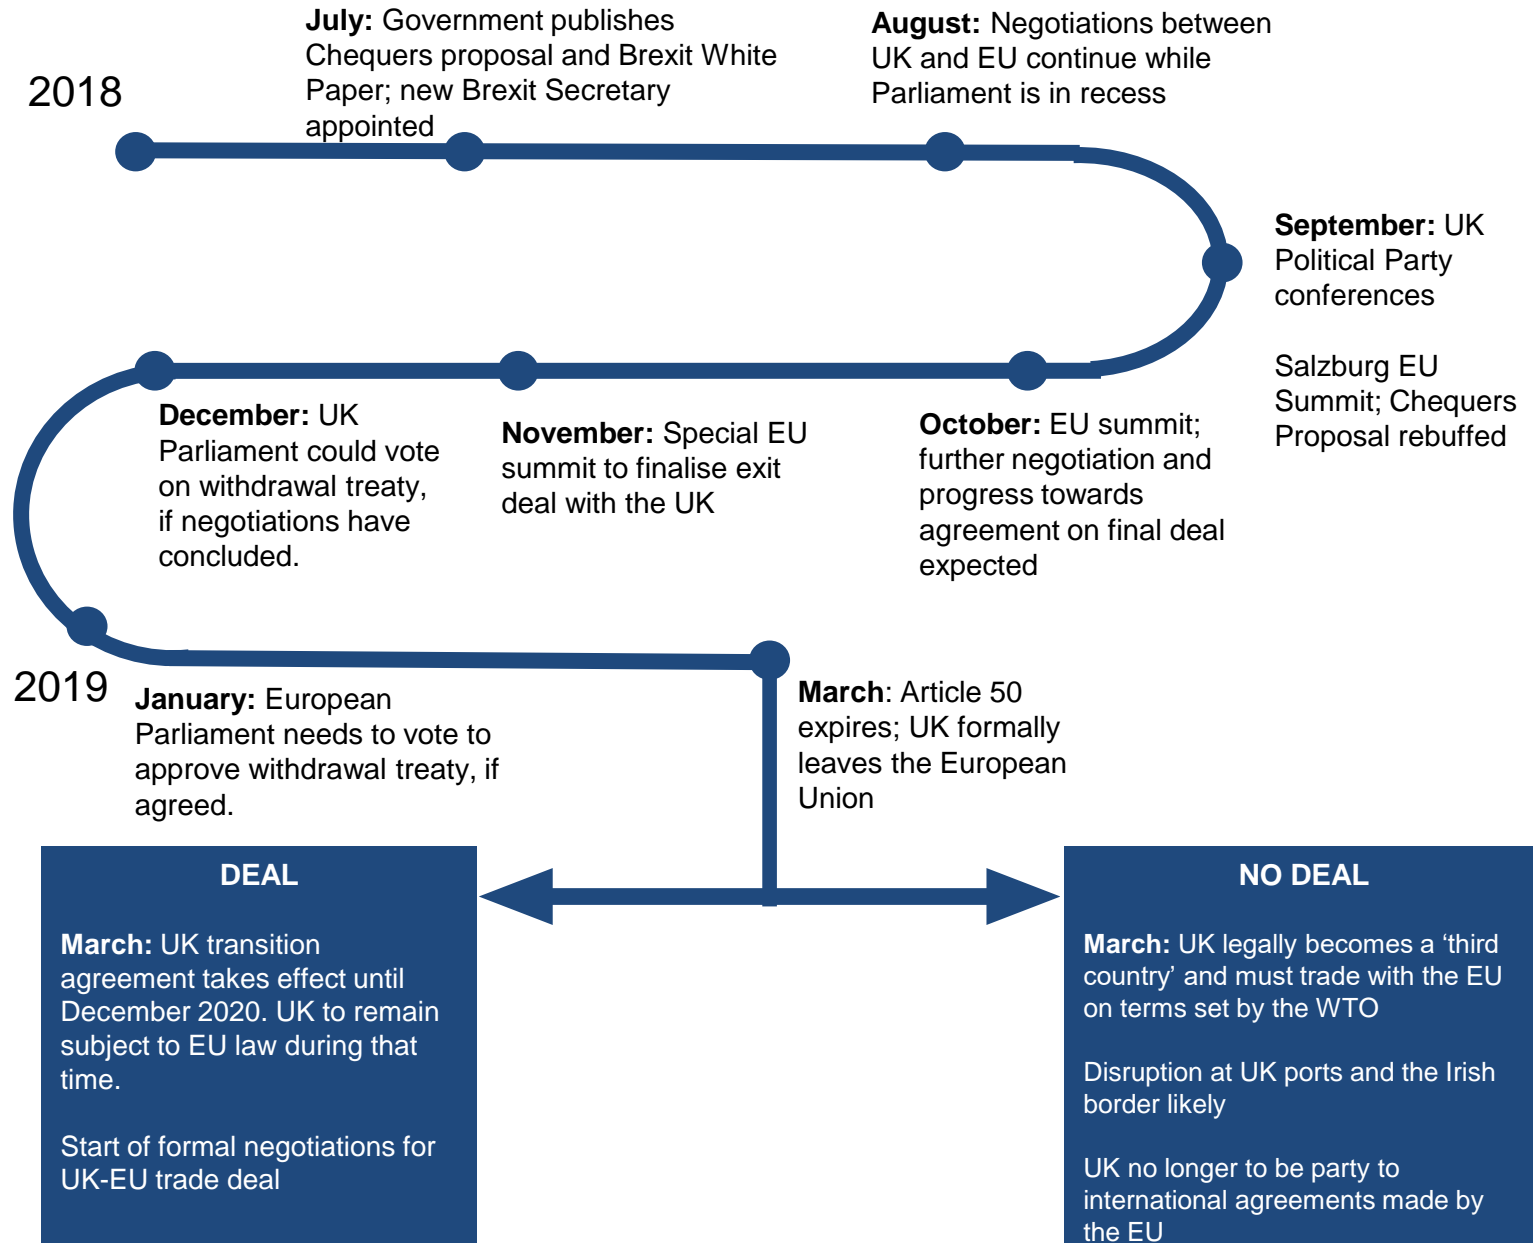 2018
July: Government publishes
Chequers proposal and Brexit White
Paper; new Brexit Secretary
appointed
August: Negotiations between
UK and EU continue while
Parliament is in recess
September: UK
Political Party
conferences
Salzburg EU
Summit; Chequers
Proposal rebuffed
October: EU summit;
further negotiation and
progress towards
agreement on final deal
expected
November: Special EU
summit to finalise exit
deal with the UK
December: UK
Parliament could vote
on withdrawal treaty,
if negotiations have
concluded.
2019
January: European
Parliament needs to vote to
approve withdrawal treaty, if
agreed.
March: Article 50
expires; UK formally
leaves the European
Union
DEAL
March: UK transition
agreement takes effect until
December 2020. UK to remain
subject to EU law during that
time.
Start of formal negotiations for
UK-EU trade deal
NO DEAL
March: UK legally becomes a ‘third
country’ and must trade with the EU
on terms set by the WTO
Disruption at UK ports and the Irish
border likely
UK no longer to be party to
international agreements made by
the EU